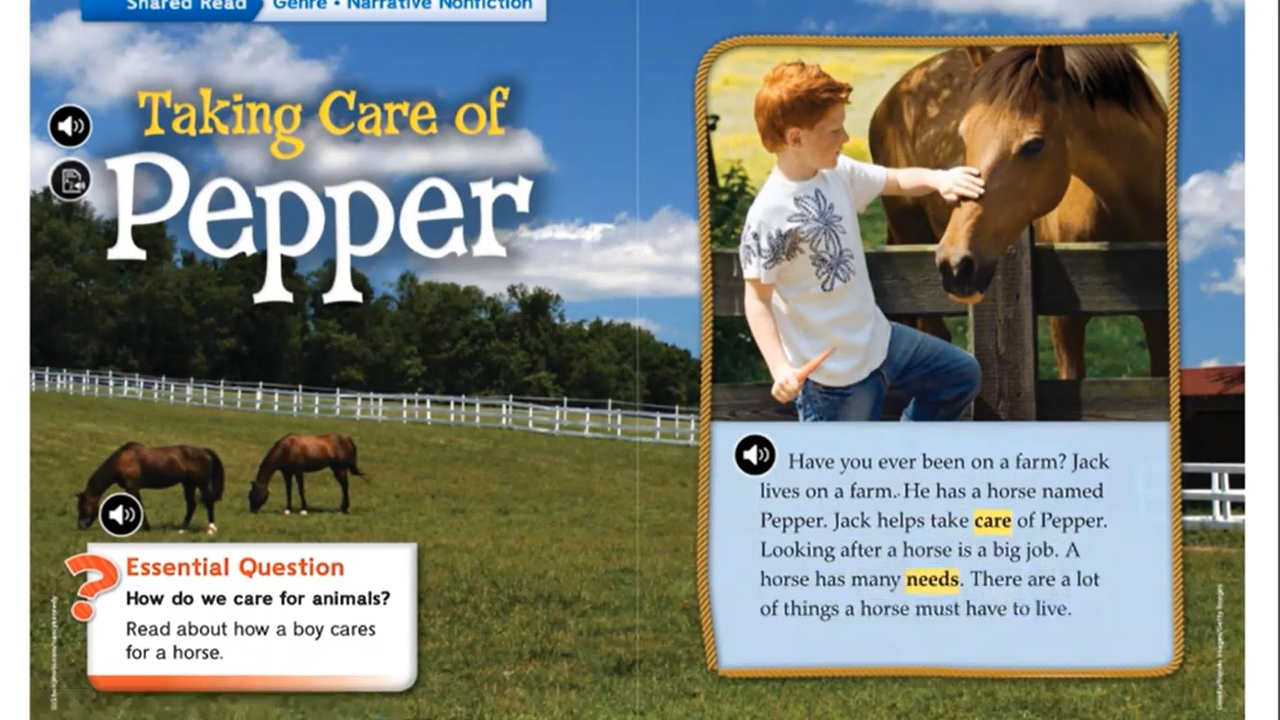 Shared Read
Genre • Narrative Nonfiction
Taking Care of
Pepper
Essential Question
How do we care for animals?
Read about how a boy cares
for a horse.
Have you ever been on a farm? Jack
lives on a farm. He has a horse named
Pepper. Jack helps take care of Pepper.
Looking after a horse is a big job. A
horse has many needs. There are a lot
of things a horse must have to live.